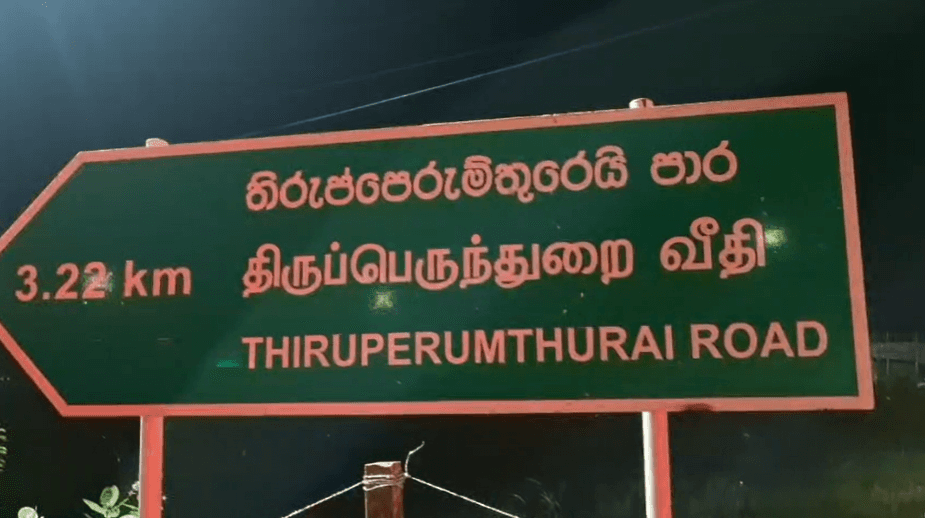 තිරුප්පෙරුම්තුරෙයි පාර
திருப்பெருந்துறை வீதி
3.22 km
THIRUPERUMTHURAI ROAD